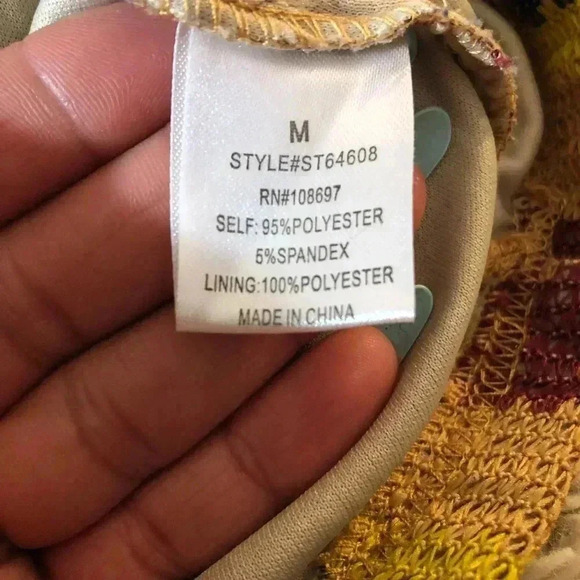 M
STYLE#ST64608
RN#108697
SELF: 95%POLYESTER
5%SPANDEX
LINING:100%POLYESTER
MADE IN CHINA